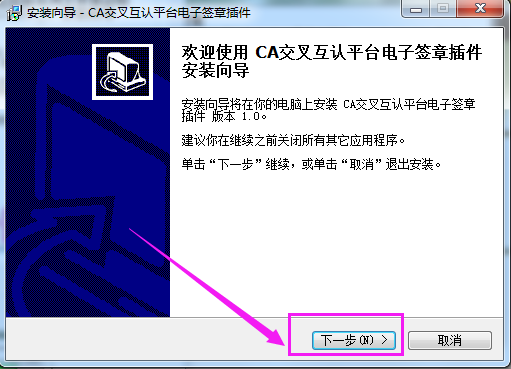 安装向导 - CA交叉互认平台电子签章插件
欢迎使用 CA交叉互认平台电子签章插件
安装向导
安装向导将在你的电脑上安装 CA交叉互认平台电子签章
插件 版本 1.0。
建议你在继续之前关闭所有其它应用程序。
单击“下一步”继续，或单击“取消”退出安装。
下一步(N) >
取消